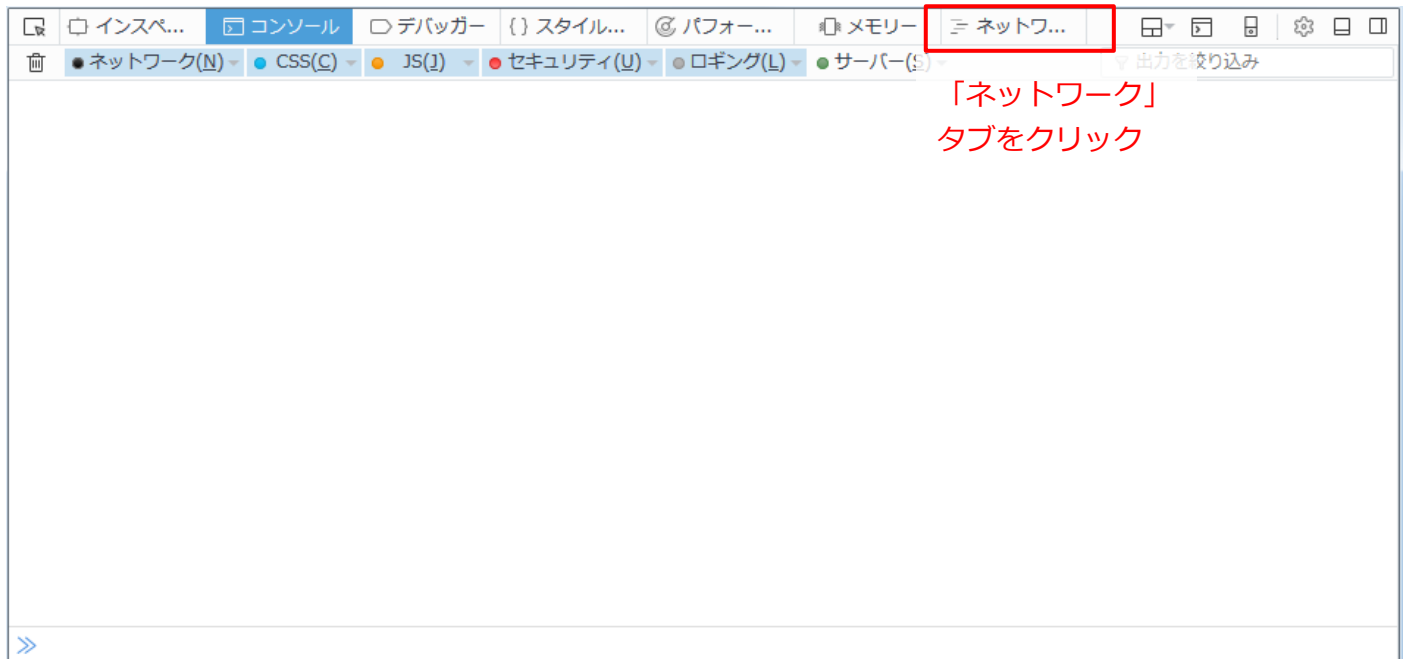 インスペ... コンソール デバッガー {} スタイル... パフォー... メモリー ネットワ...
ネットワーク(N) CSS(C) JS(J) セキュリティ(U) ロギング(L) サーバー(S) 出力を絞り込み
「ネットワーク」
タブをクリック